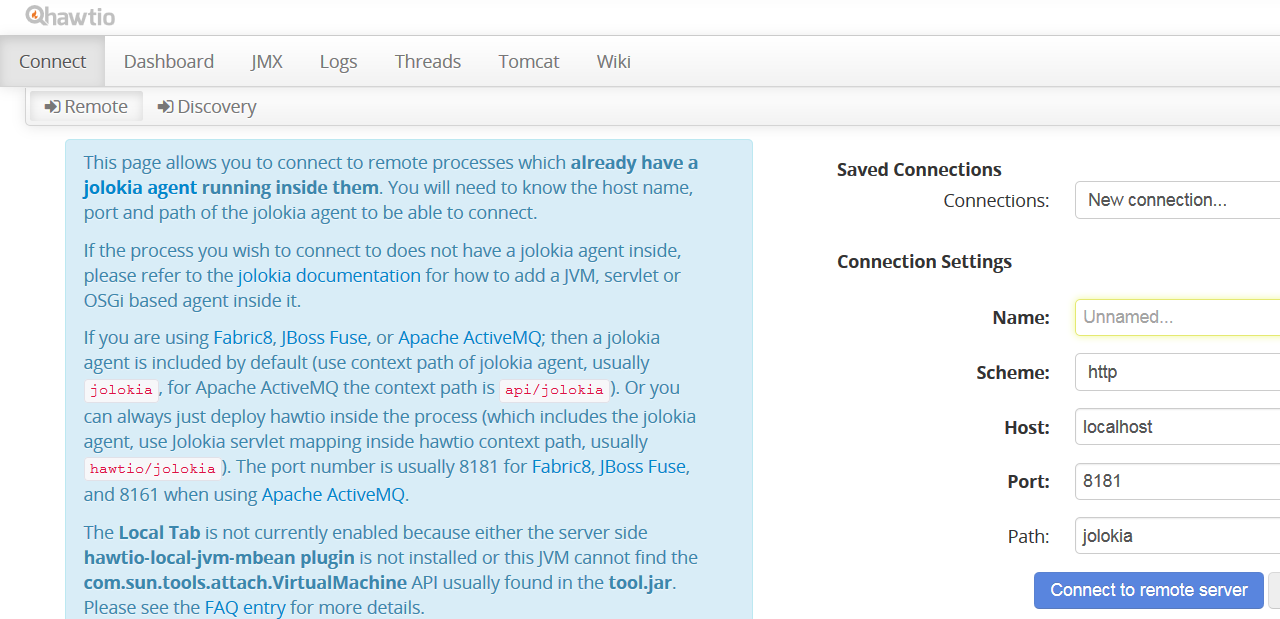 hawtio
Connect Dashboard JMX Logs Threads Tomcat Wiki
Remote Discovery
This page allows you to connect to remote processes which already have a
jolokia agent running inside them. You will need to know the host name,
port and path of the jolokia agent to be able to connect.
If the process you wish to connect to does not have a jolokia agent inside,
please refer to the jolokia documentation for how to add a JVM, servlet or
OSGi based agent inside it.
If you are using Fabric8, JBoss Fuse, or Apache ActiveMQ; then a jolokia
agent is included by default (use context path of jolokia agent, usually
jolokia , for Apache ActiveMQ the context path is api/jolokia ). Or you
can always just deploy hawtio inside the process (which includes the jolokia
agent, use Jolokia servlet mapping inside hawtio context path, usually
hawtio/jolokia ). The port number is usually 8181 for Fabric8, JBoss Fuse,
and 8161 when using Apache ActiveMQ.
The Local Tab is not currently enabled because either the server side
hawtio-local-jvm-mbean plugin is not installed or this JVM cannot find the
com.sun.tools.attach.VirtualMachine API usually found in the tool.jar.
Please see the FAQ entry for more details.
Saved Connections
Connections: New connection...
Connection Settings
Name: Unnamed...
Scheme: http
Host: localhost
Port: 8181
Path: jolokia
Connect to remote server